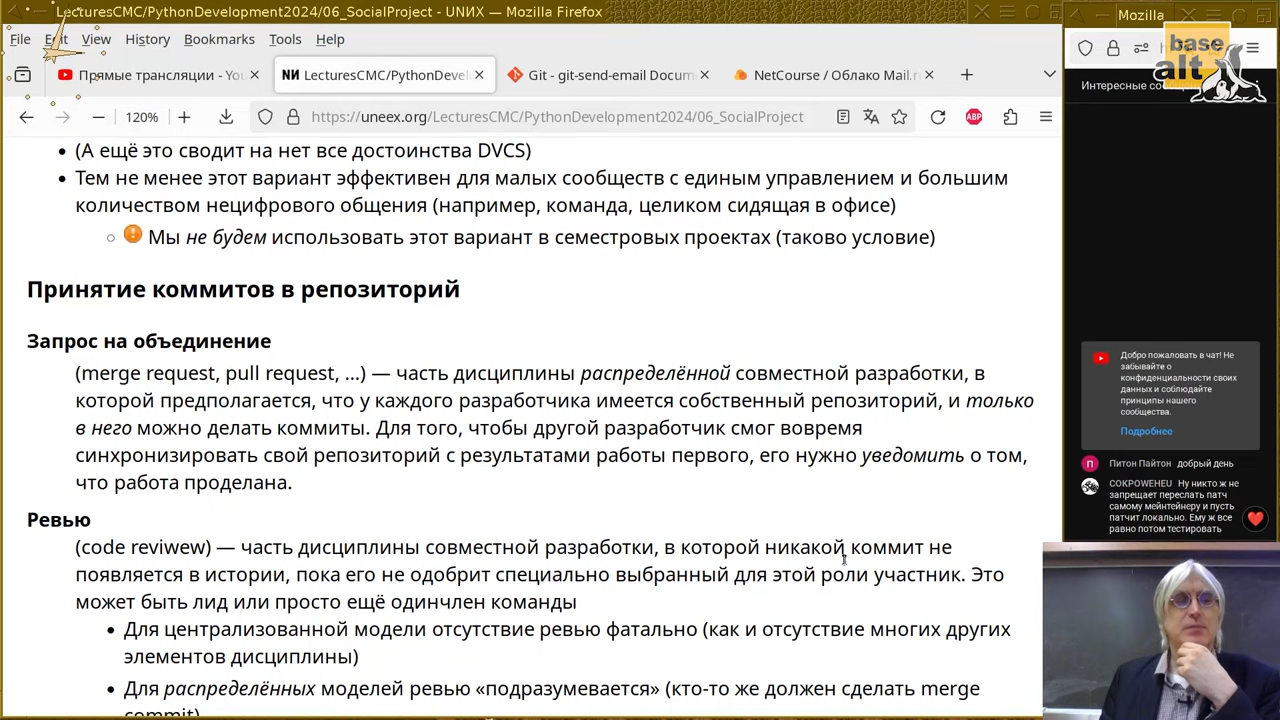 LecturesCMC/PythonDevelopment2024/06_SocialProject - UNИX — Mozilla Firefox
Mozilla
File Edit View History Bookmarks Tools Help
Прямые трансляции - You
ИИ LecturesCMC/PythonDevel
Git - git-send-email Docum
NetCourse / Облако Mail.r
120%
https://uneex.org/LecturesCMC/PythonDevelopment2024/06_SocialProject
ABP
base
alt
Интересные со
(А ещё это сводит на нет все достоинства DVCS)
Тем не менее этот вариант эффективен для малых сообществ с единым управлением и большим
количеством нецифрового общения (например, команда, целиком сидящая в офисе)
Мы не будем использовать этот вариант в семестровых проектах (таково условие)
Принятие коммитов в репозиторий
Запрос на объединение
(merge request, pull request, …) — часть дисциплины распределённой совместной разработки, в
которой предполагается, что у каждого разработчика имеется собственный репозиторий, и только
в него можно делать коммиты. Для того, чтобы другой разработчик смог вовремя
синхронизировать свой репозиторий с результатами работы первого, его нужно уведомить о том,
что работа проделана.
Ревью
(code reviwew) — часть дисциплины совместной разработки, в которой никакой коммит не
появляется в истории, пока его не одобрит специально выбранный для этой роли участник. Это
может быть лид или просто ещё одинчлен команды
Для централизованной модели отсутствие ревью фатально (как и отсутствие многих других
элементов дисциплины)
Для распределённых моделей ревью «подразумевается» (кто-то же должен сделать merge
commit)
Добро пожаловать в чат! Не
забывайте о
конфиденциальности своих
данных и соблюдайте
принципы нашего
сообщества.
Подробнее
П Питон Пайтон добрый день
COKPOWEHEU Ну никто ж не
запрещает переслать патч
самому мейнтейнеру и пусть
патчит локально. Ему ж все
равно потом тестировать